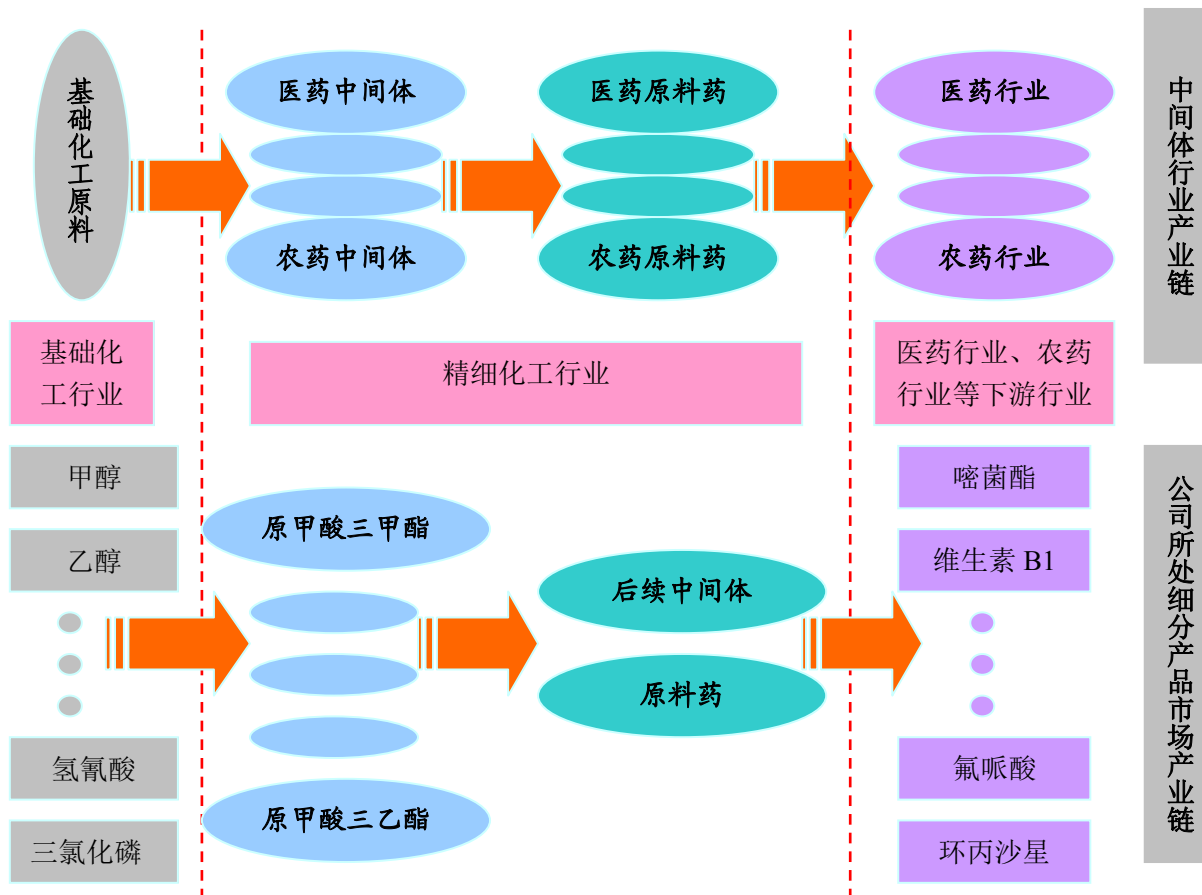 基础化工原料
医药中间体
农药中间体
医药原料药
农药原料药
医药行业
农药行业
中间体行业产业链
基础化
工行业
精细化工行业
医药行业、农药
行业等下游行业
甲醇
乙醇
氢氰酸
三氯化磷
原甲酸三甲酯
原甲酸三乙酯
后续中间体
原料药
嘧菌酯
维生素 B1
氟哌酸
环丙沙星
公司所处细分产品市场产业链